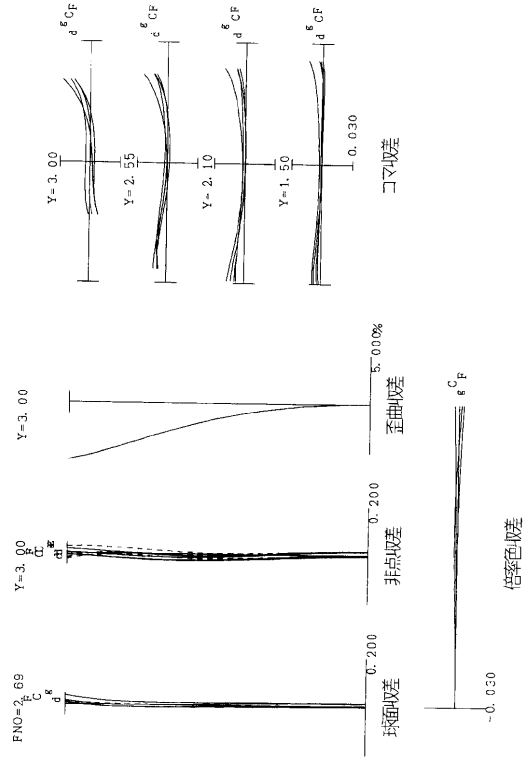 FNO=2.69
F
C
g
d
0.200
球面収差
Y=3.00
F
CC
g
dd
0.200
非点収差
Y=3.00
5.000%
歪曲収差
Y=3.00
d g C F
Y=2.55
d g C F
Y=2.10
d g C F
Y=1.50
d g C F
0.030
コマ収差
-0.030
g C F
倍率色収差